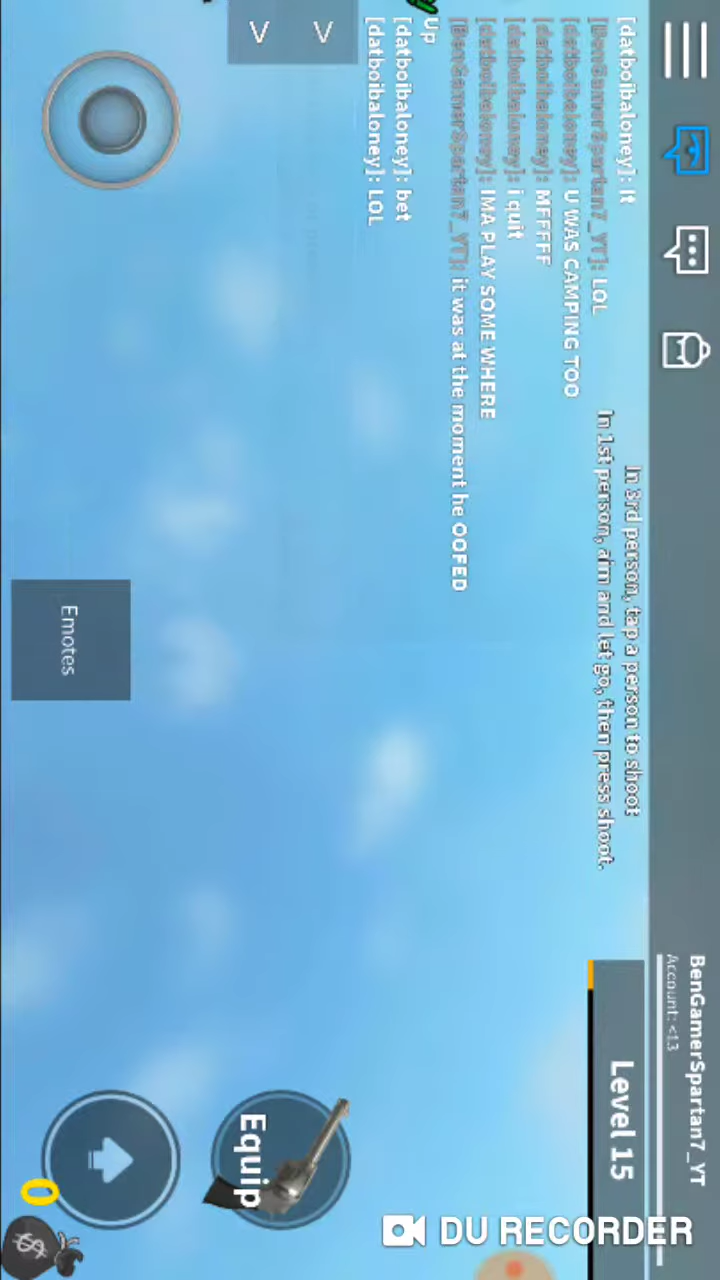 [datboibaloney]: It
[BenGamerSpartan7_YT]: LOL
[datboibaloney]: U WAS CAMPING TOO
[datboibaloney]: MFFFFF
[datboibaloney]: i quit
[datboibaloney]: IMA PLAY SOME WHERE
[BenGamerSpartan7_YT]: it was at the moment he OOFED
Up
[datboibaloney]: bet
[datboibaloney]: LOL
In 3rd person, tap a person to shoot
In 1st person, aim and let go, then press shoot.
BenGamerSpartan7_YT
Account: <13
Level 15
Emotes
Equip
0
$
DU RECORDER